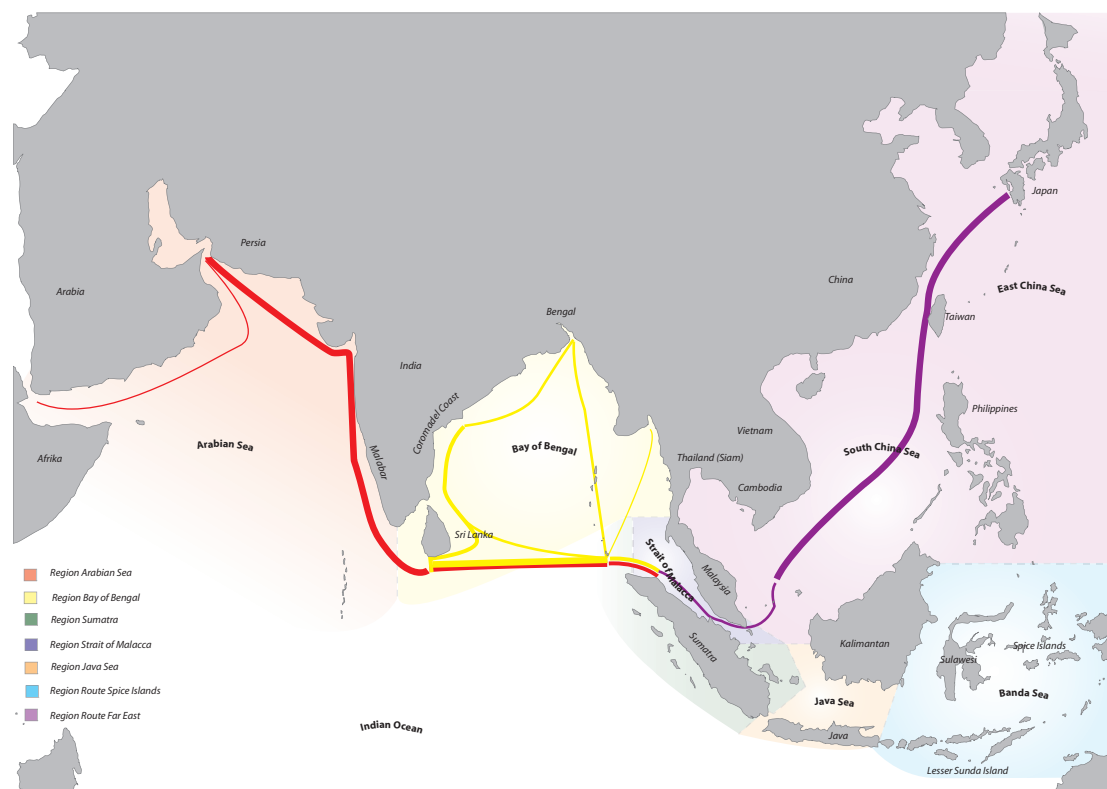 Japan
Persia
China
Arabia
East China Sea
Bengal
Taiwan
India
Coromadel Coast
Philippines
Vietnam
Arabian Sea
Bay of Bengal
South China Sea
Afrika
Malabar
Thailand (Siam)
Cambodia
Sri Lanka
Strait of Malacca
Malaysia
Region Arabian Sea
Region Bay of Bengal
Region Sumatra
Region Strait of Malacca
Region Java Sea
Region Route Spice Islands
Region Route Far East
Sumatra
Kalimantan
Spice Islands
Sulawesi
Banda Sea
Java Sea
Indian Ocean
Java
Lesser Sunda Island